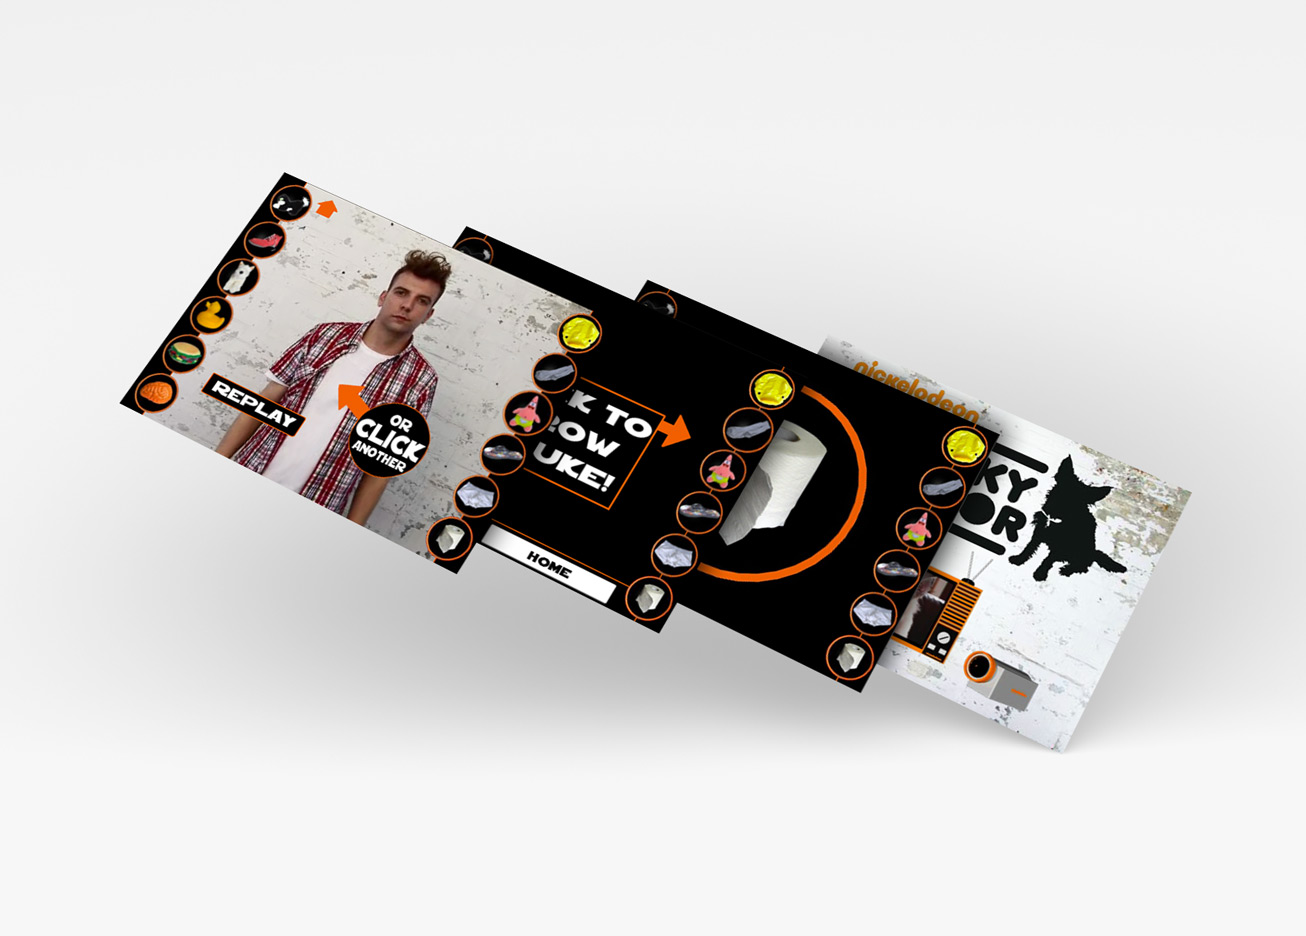 REPLAY
OR
CLICK
ANOTHER
K TO
OW
UKE!
HOME
nickelodeon
KY
OR